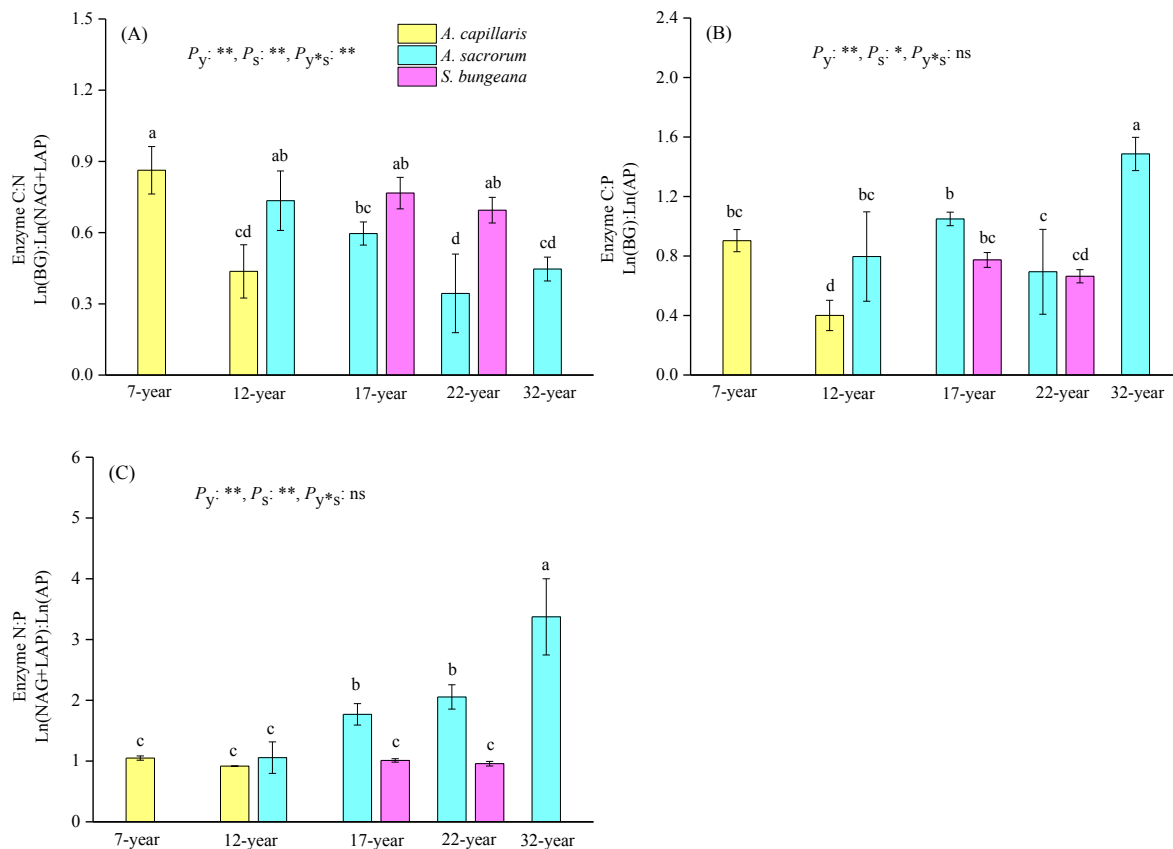 (A)
Py: **, Ps: **, Py*s: **
A. capillaris
A. sacrorum
S. bungeana
Enzyme C:N
Ln(BG):Ln(NAG+LAP)
1.5
1.2
0.9
0.6
0.3
0.0
a
cd
ab
bc
ab
d
ab
cd
7-year
12-year
17-year
22-year
32-year
(B)
Py: **, Ps: *, Py*s: ns
Enzyme C:P
Ln(BG):Ln(AP)
2.4
2.0
1.6
1.2
0.8
0.4
0.0
bc
d
bc
b
bc
c
cd
a
7-year
12-year
17-year
22-year
32-year
(C)
Py: **, Ps: **, Py*s: ns
Enzyme N:P
Ln(NAG+LAP):Ln(AP)
6
5
4
3
2
1
0
c
c
c
b
c
b
c
a
7-year
12-year
17-year
22-year
32-year